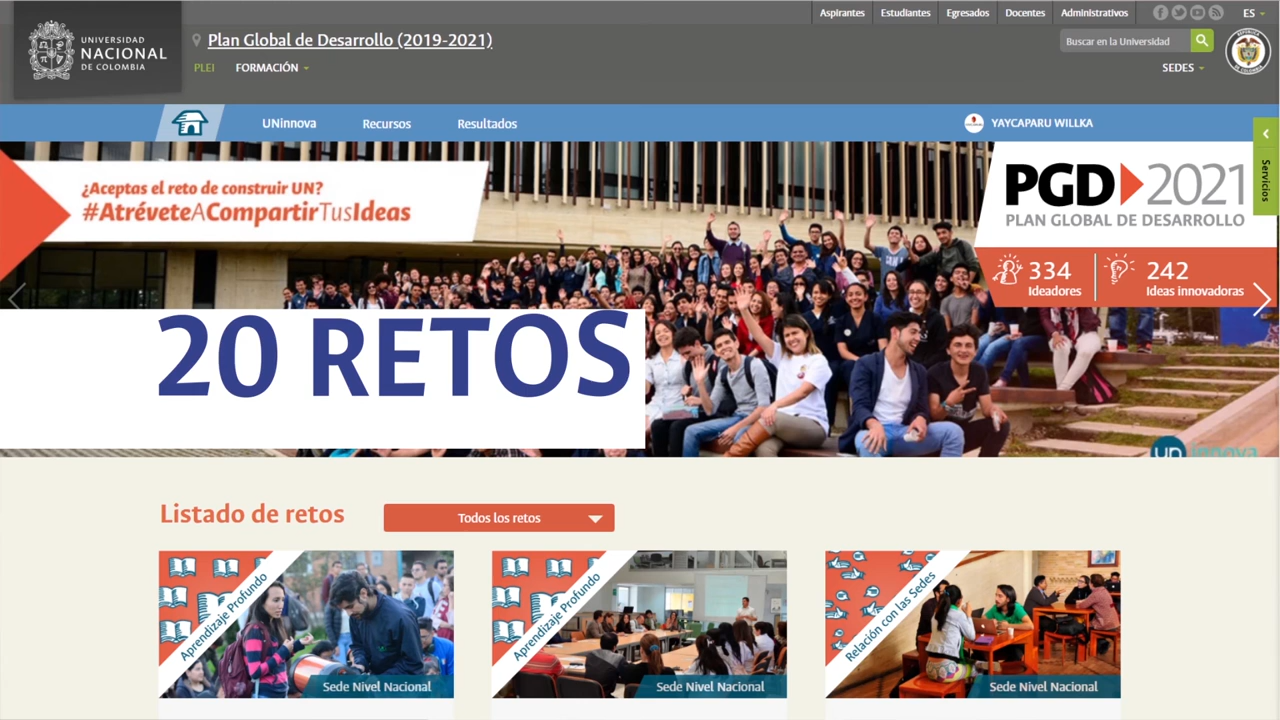 Aspirantes
Estudiantes
Egresados
Docentes
Administrativos
ES
UNIVERSIDAD
NACIONAL
DE COLOMBIA
Plan Global de Desarrollo (2019-2021)
Buscar en la Universidad
PLEI
FORMACIÓN
SEDES
UNinnova
Recursos
Resultados
YAYCAPARU WILLKA
Servicios
¿Aceptas el reto de construir UN?
#AtréveteACompartirTusIdeas
PGD 2021
PLAN GLOBAL DE DESARROLLO
334
Ideadores
242
Ideas innovadoras
20 RETOS
un innova
Listado de retos
Todos los retos
Aprendizaje Profundo
Sede Nivel Nacional
Aprendizaje Profundo
Sede Nivel Nacional
Relación con las Sedes
Sede Nivel Nacional